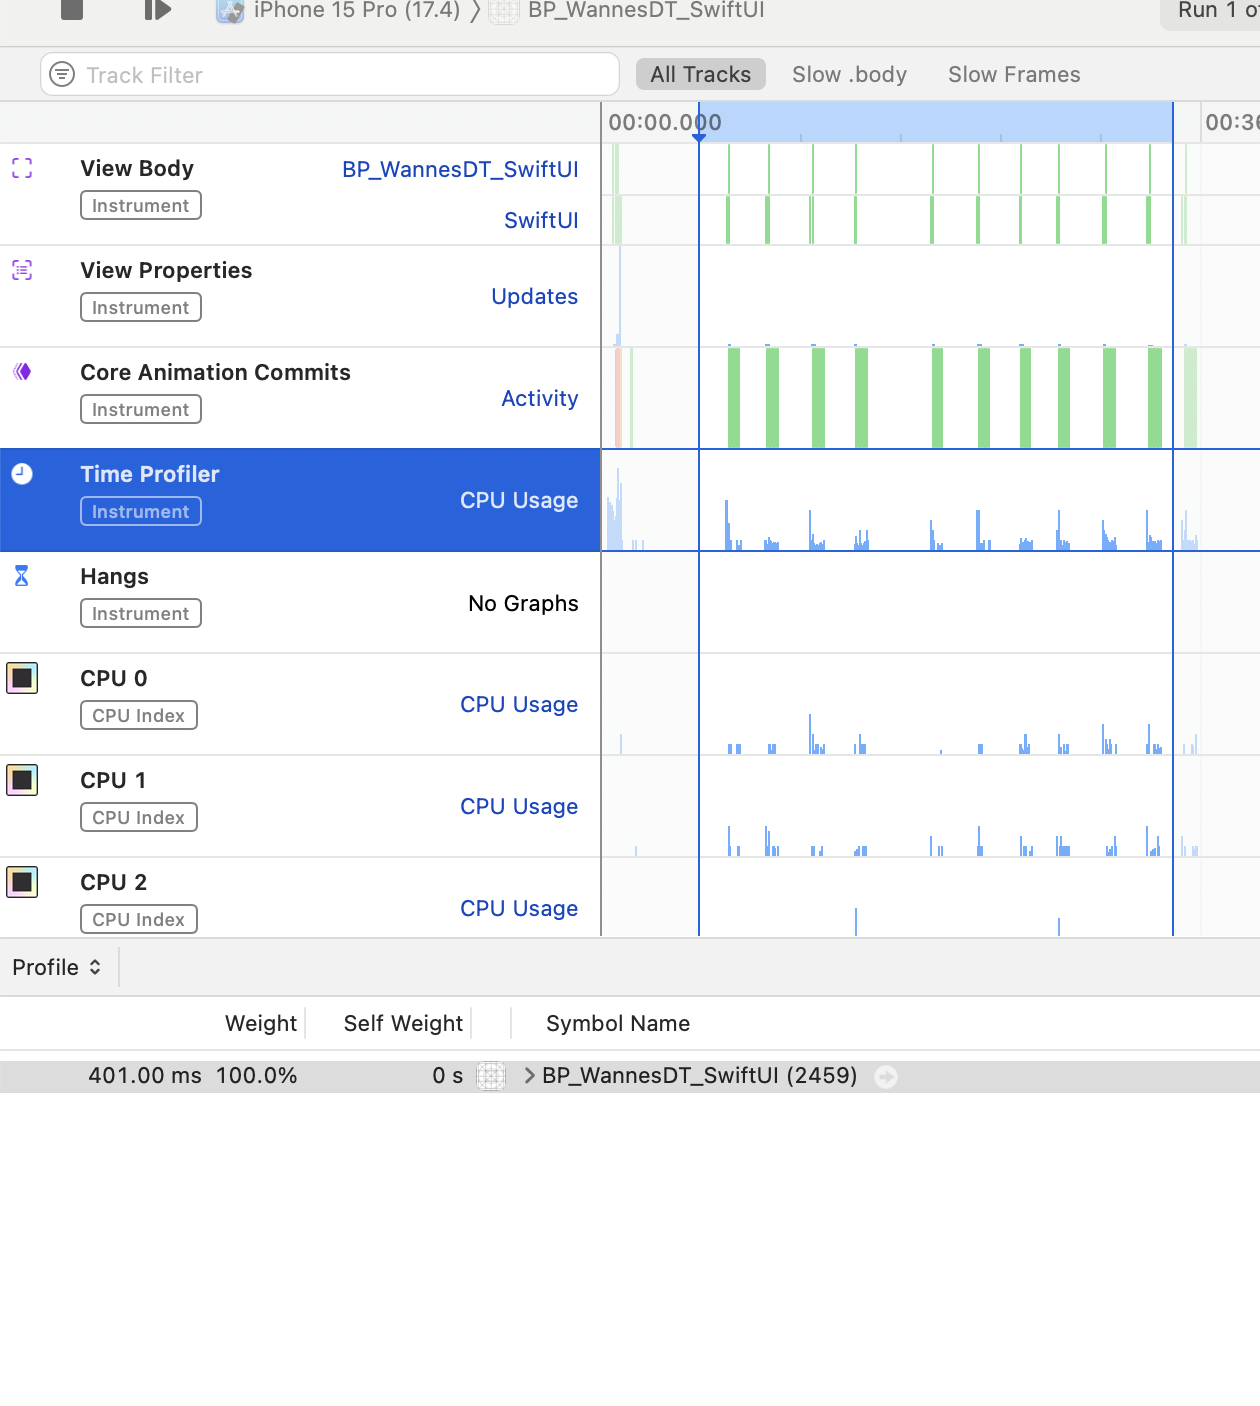 iPhone 15 Pro (17.4) 〉 BP_WannesDT_SwiftUI
Run 1 o
Track Filter
All Tracks
Slow .body
Slow Frames
00:00.000
00:36
View Body
BP_WannesDT_SwiftUI
Instrument
SwiftUI
View Properties
Instrument
Updates
Core Animation Commits
Instrument
Activity
Time Profiler
Instrument
CPU Usage
Hangs
Instrument
No Graphs
CPU 0
CPU Index
CPU Usage
CPU 1
CPU Index
CPU Usage
CPU 2
CPU Index
CPU Usage
Profile
Weight Self Weight Symbol Name
401.00 ms 100.0% 0 s BP_WannesDT_SwiftUI (2459)